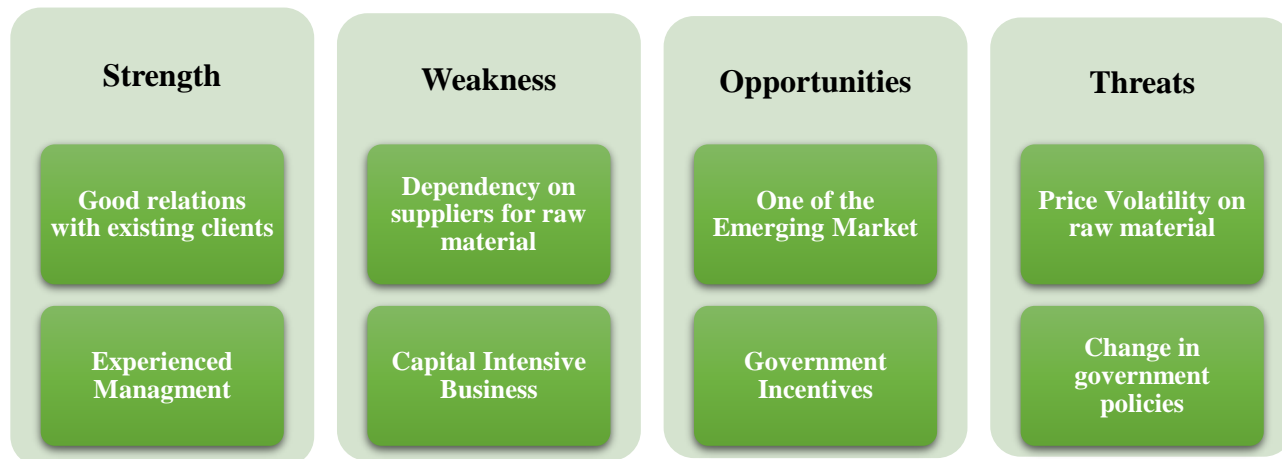 Strength
Good relations
with existing clients
Experienced
Managment
Weakness
Dependency on
suppliers for raw
material
Capital Intensive
Business
Opportunities
One of the
Emerging Market
Government
Incentives
Threats
Price Volatility on
raw material
Change in
government
policies